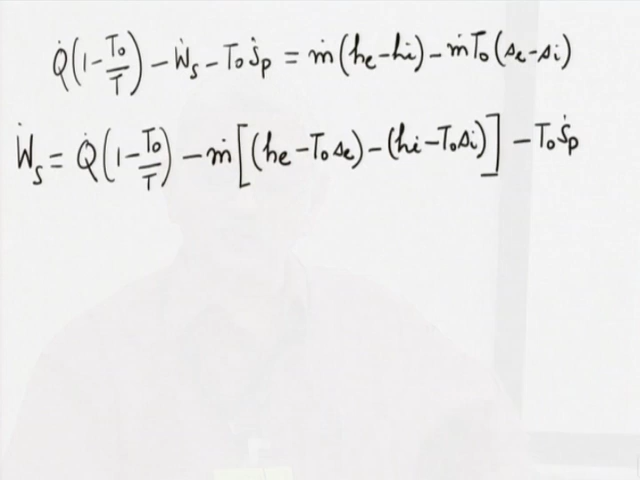 Q̇(1-T₀/T) - Ẇₛ - T₀Ṡₚ = ṁ(hₑ-hᵢ) - ṁT₀(sₑ-sᵢ)
Ẇₛ = Q̇(1-T₀/T) - ṁ[(hₑ-T₀sₑ)-(hᵢ-T₀sᵢ)] - T₀Ṡₚ